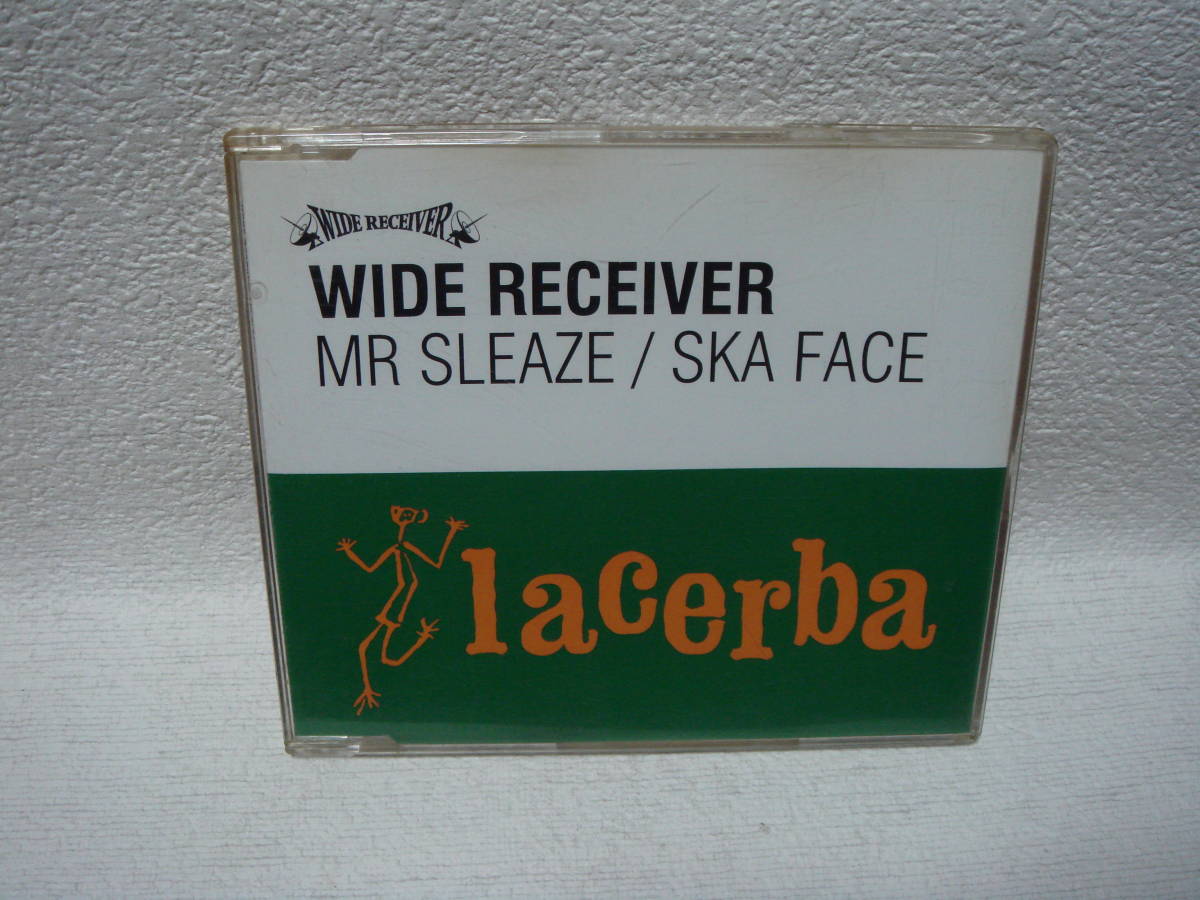 WIDE RECEIVER
WIDE RECEIVER
MR SLEAZE / SKA FACE
lacerba